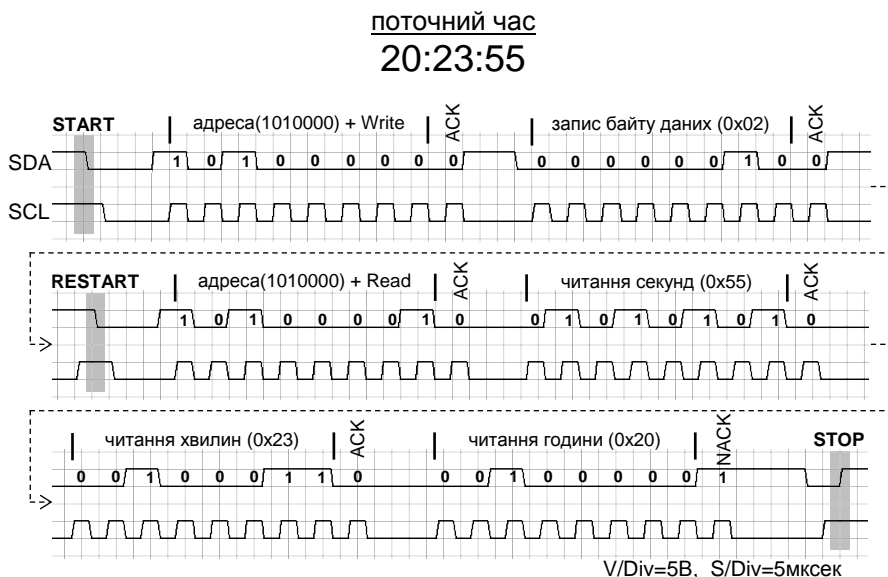 поточний час
20:23:55
START адреса(1010000) + Write ACK запис байту даних (0x02) ACK
SDA 1 0 1 0 0 0 0 0 0 0 0 0 0 0 0 1 0 0
SCL
RESTART адреса(1010000) + Read ACK читання секунд (0x55) ACK
1 0 1 0 0 0 0 1 0 0 1 0 1 0 1 0 1 0
читання хвилин (0x23) ACK читання години (0x20) NACK STOP
0 0 1 0 0 0 1 1 0 0 0 1 0 0 0 0 0 1
V/Div=5В, S/Div=5мксек